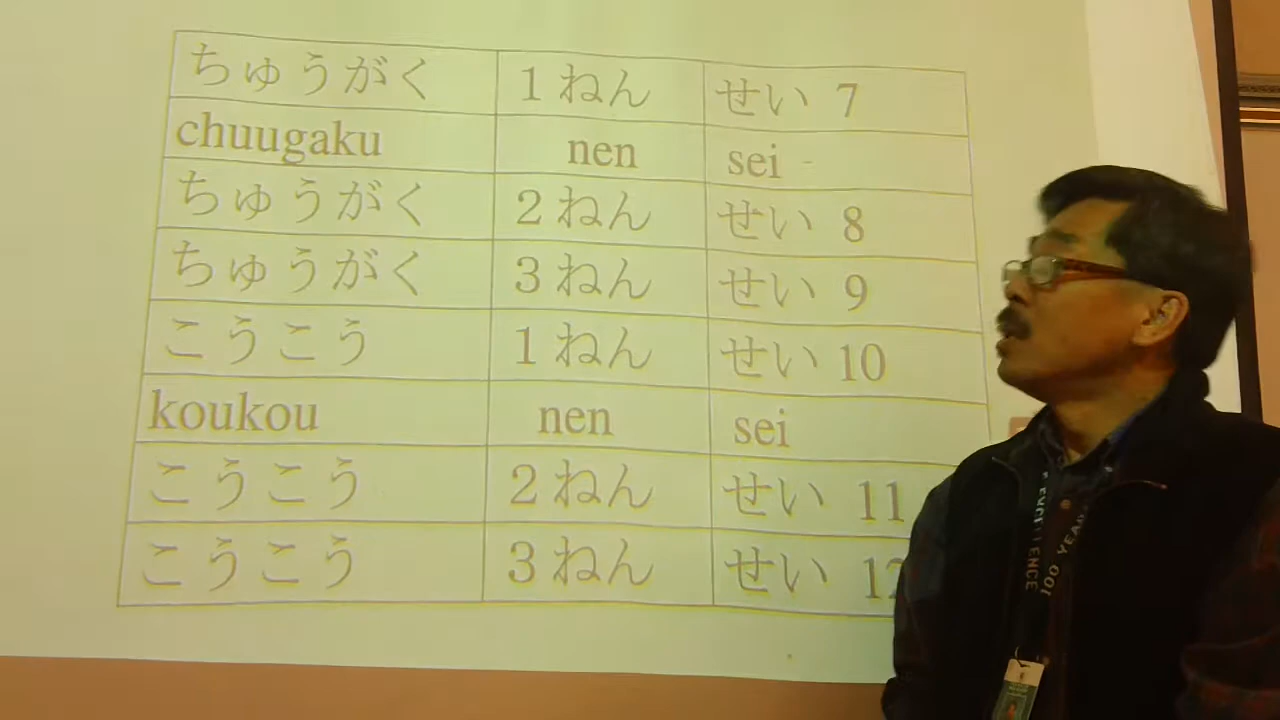 ちゅうがく 1ねん せい 7
chuugaku nen sei
ちゅうがく 2ねん せい 8
ちゅうがく 3ねん せい 9
こうこう 1ねん せい 10
koukou nen sei
こうこう 2ねん せい 11
こうこう 3ねん せい 12
100 YEAR